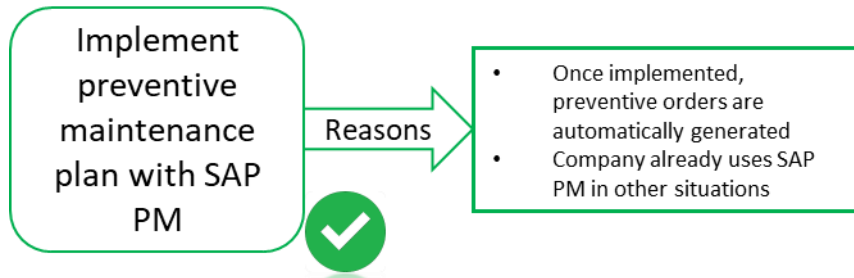 Implement
preventive
maintenance
plan with SAP
PM
Reasons
• Once implemented,
preventive orders are
automatically generated
• Company already uses SAP
PM in other situations